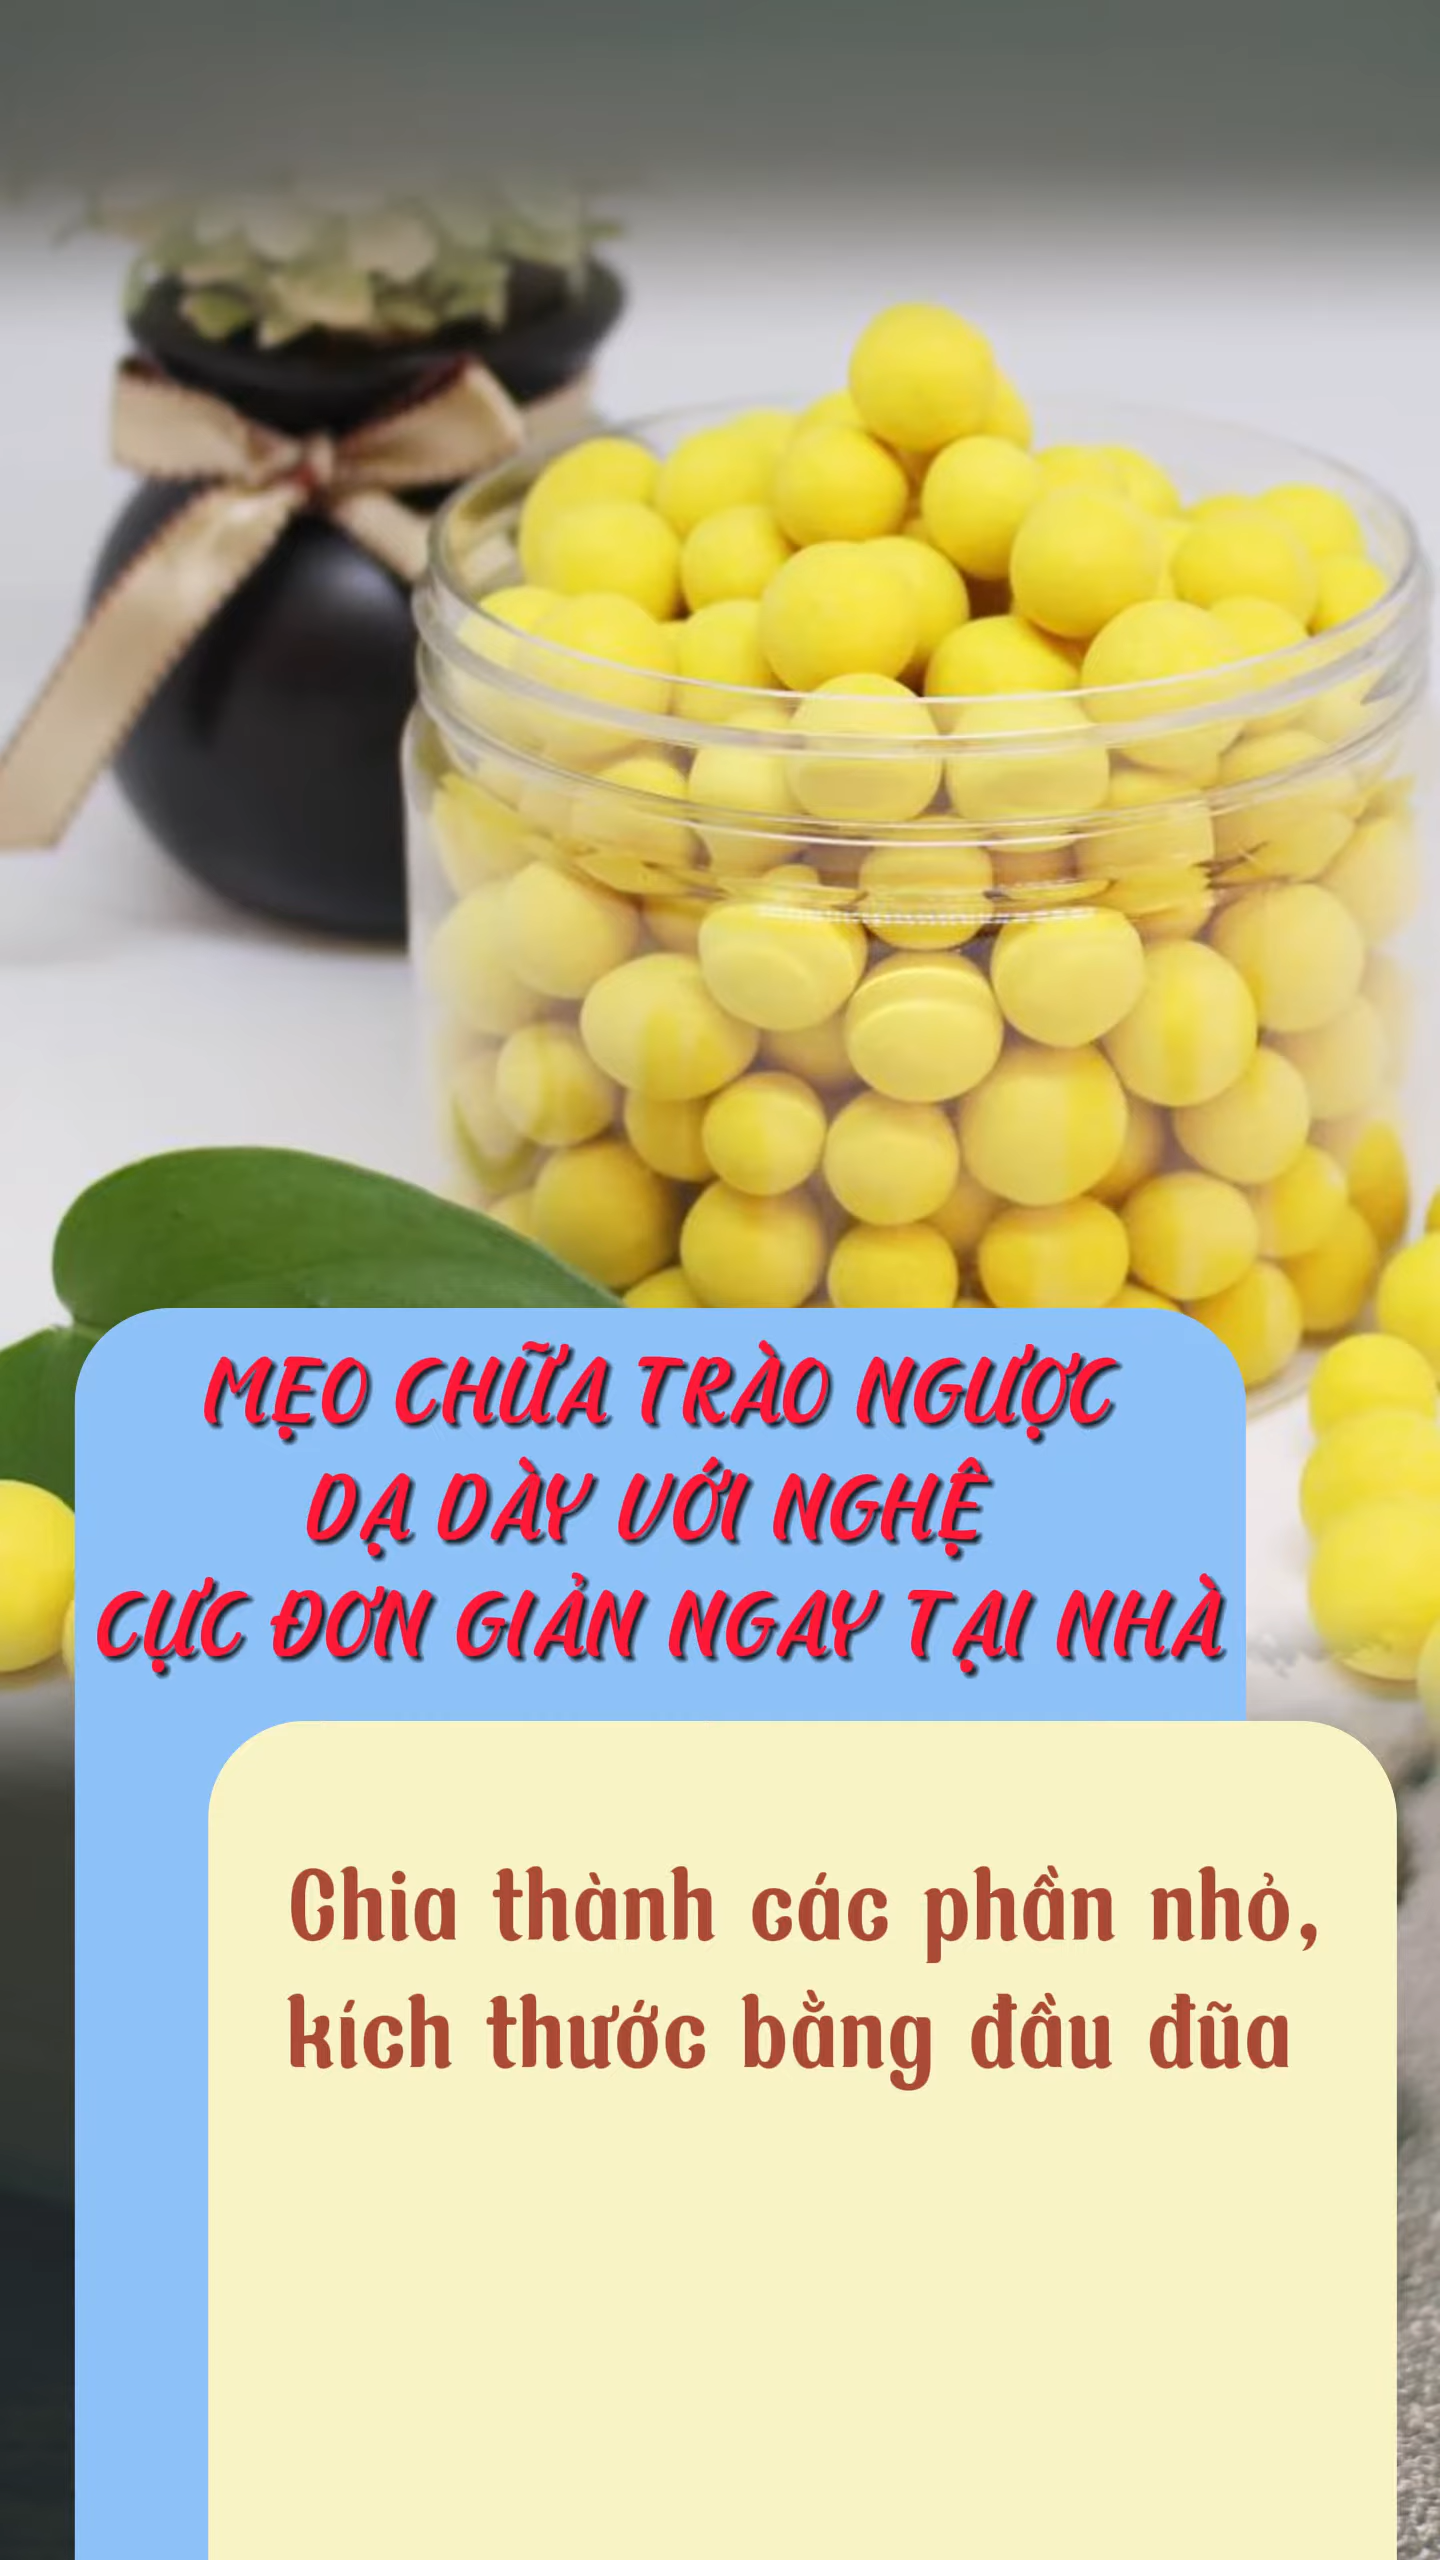 MẸO CHỮA TRÀO NGƯỢC
DẠ DÀY VỚI NGHỆ
CỰC ĐƠN GIẢN NGAY TẠI NHÀ
Chia thành các phần nhỏ,
kích thước bằng đầu đũa